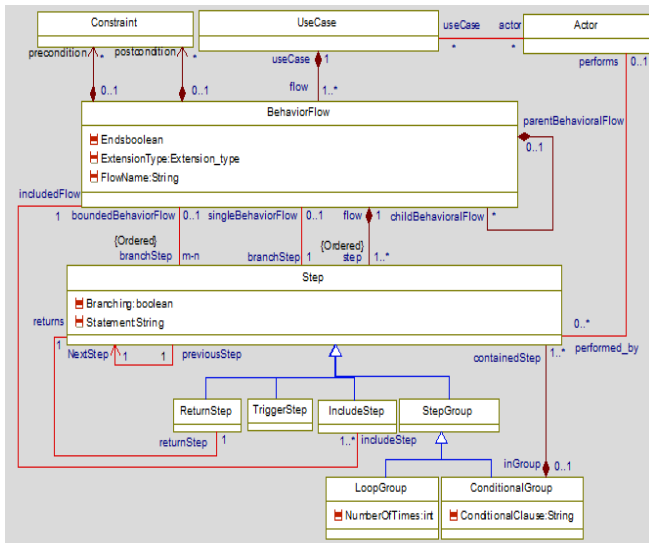 Constraint
UseCase
Actor
useCase
actor
precondition
*
postcondition
*
*
*
useCase
1
performs
0..1
0..1
0..1
flow
1..*
BehaviorFlow
parentBehavioralFlow
Endsboolean
0..1
ExtensionType:Extension_type
FlowName:String
includedFlow
1
boundedBehaviorFlow
0..1
singleBehaviorFlow
0..1
flow
1
childBehavioralFlow
*
{Ordered}
{Ordered}
branchStep
m-n
branchStep
1
step
1..*
Step
Branching:boolean
returns
Statement:String
0..*
1
NextStep
1
1
previousStep
containedStep
1..*
performed_by
ReturnStep
TriggerStep
IncludeStep
StepGroup
returnStep
1
1..*
includeStep
inGroup
0..1
LoopGroup
ConditionalGroup
NumberOfTimes:int
ConditionalClause:String